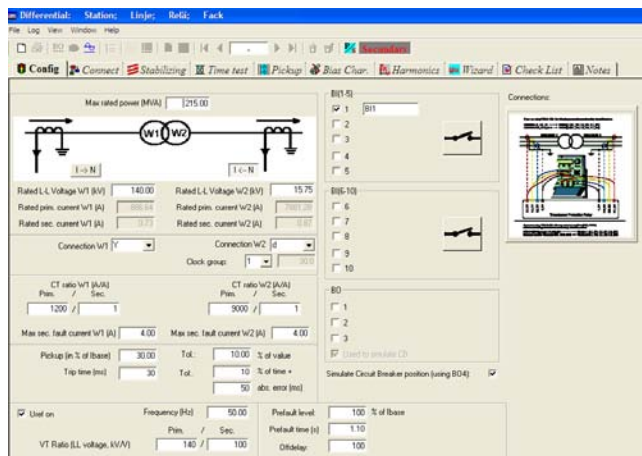 Differential: Station; Linje; ReGi; Fack
File Log View Window Help
Secundary
Config Connect Stabilizing Time test Pickup Bias Char. Harmonics Wizard Check List Notes
Max rated power (MVA) 215.00
W1 W2
I -> N I <- N
Rated L-L Voltage W1 (kV) 140.00 Rated L-L Voltage W2 (kV) 15.75
Rated prim. current W1 (A) Rated prim. current W2 (A)
Rated sec. current W1 (A) Rated sec. current W2 (A)
Connection W1 Y Connection W2 d
Clock group: 1 30.0
CT ratio W1 (A/A) CT ratio W2 (A/A)
Prim. / Sec. Prim. / Sec.
1200 / 1 9000 / 1
Max sec. fault current W1 (A) 4.00 Max sec. fault current W2 (A) 4.00
Pickup (in % of Ibase) 30.00 Tol.: 10.00 % of value
Trip time (ms) 30 Tol.: 10 % of time +
50 abs. error (ms)
Uref on Frequency (Hz) 50.00
Prim. / Sec.
VT Ratio (LL voltage, kV/V) 140 / 100
Prefault level: 100 % of Ibase
Prefault time (s) 1.10
Offdelay: 100
BI(1-5)
1 BI1
2
3
4
5
BI(6-10)
6
7
8
9
10
BO
1
2
3
Used to simulate CB
Simulate Circuit Breaker position (using BO4):
Connections: